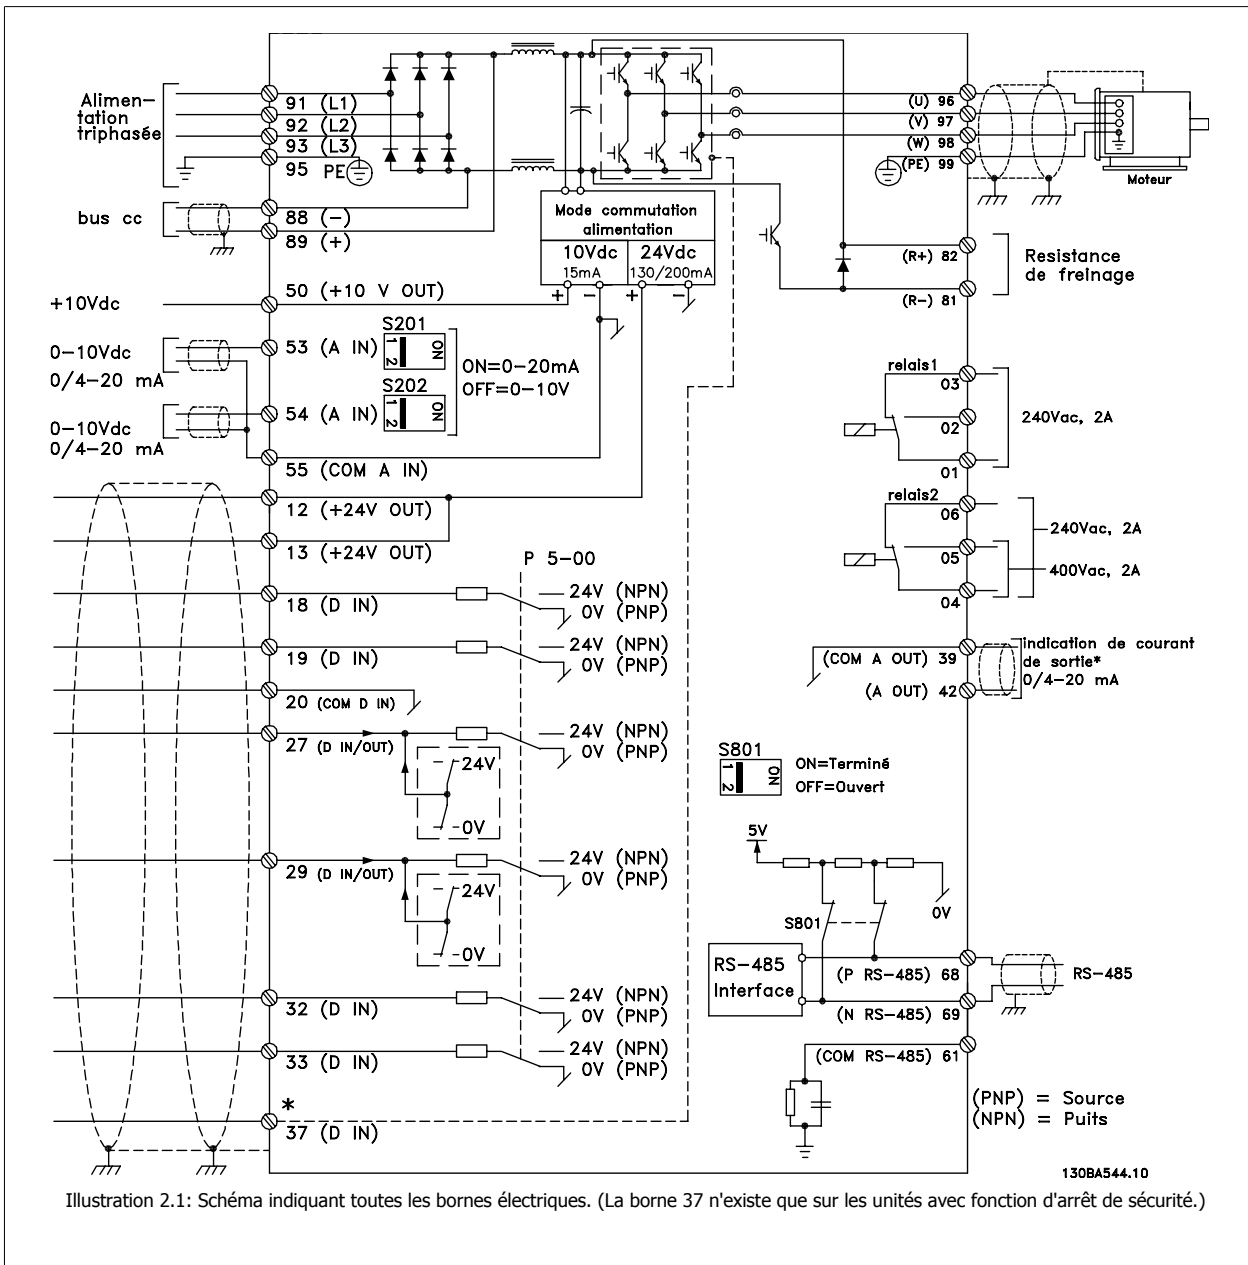 Alimen-
tation
triphasée
91 (L1)
92 (L2)
93 (L3)
95 PE
bus cc
88 (-)
89 (+)
+10Vdc
50 (+10 V OUT)
0-10Vdc
0/4-20 mA
53 (A IN)
S201
1 2 ON
ON=0-20mA
OFF=0-10V
S202
1 2 ON
0-10Vdc
0/4-20 mA
54 (A IN)
55 (COM A IN)
12 (+24V OUT)
13 (+24V OUT)
Mode commutation
alimentation
10Vdc
15mA
24Vdc
130/200mA
+ - + -
P 5-00
18 (D IN)
24V (NPN)
0V (PNP)
19 (D IN)
24V (NPN)
0V (PNP)
20 (COM D IN)
27 (D IN/OUT)
24V (NPN)
0V (PNP)
24V
0V
29 (D IN/OUT)
24V (NPN)
0V (PNP)
24V
0V
32 (D IN)
24V (NPN)
0V (PNP)
33 (D IN)
24V (NPN)
0V (PNP)
*
37 (D IN)
(U) 96
(V) 97
(W) 98
(PE) 99
Moteur
(R+) 82
(R-) 81
Resistance
de freinage
relais1
03
02
01
240Vac, 2A
relais2
06
05
04
240Vac, 2A
400Vac, 2A
(COM A OUT) 39
(A OUT) 42
indication de courant
de sortie*
0/4-20 mA
S801
1 2 ON
ON=Terminé
OFF=Ouvert
5V
S801
0V
RS-485
Interface
(P RS-485) 68
(N RS-485) 69
(COM RS-485) 61
RS-485
(PNP) = Source
(NPN) = Puits
130BA544.10
Illustration 2.1: Schéma indiquant toutes les bornes électriques. (La borne 37 n'existe que sur les unités avec fonction d'arrêt de sécurité.)